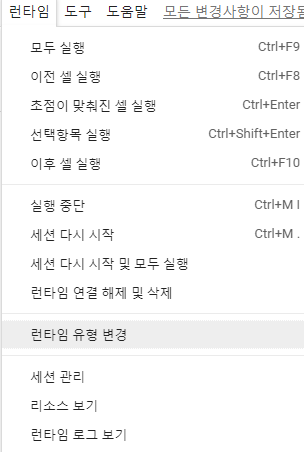 런타임 도구 도움말 모든 변경사항이 저장됨
모두 실행 Ctrl+F9
이전 셀 실행 Ctrl+F8
초점이 맞춰진 셀 실행 Ctrl+Enter
선택항목 실행 Ctrl+Shift+Enter
이후 셀 실행 Ctrl+F10
실행 중단 Ctrl+M I
세션 다시 시작 Ctrl+M .
세션 다시 시작 및 모두 실행
런타임 연결 해제 및 삭제
런타임 유형 변경
세션 관리
리소스 보기
런타임 로그 보기